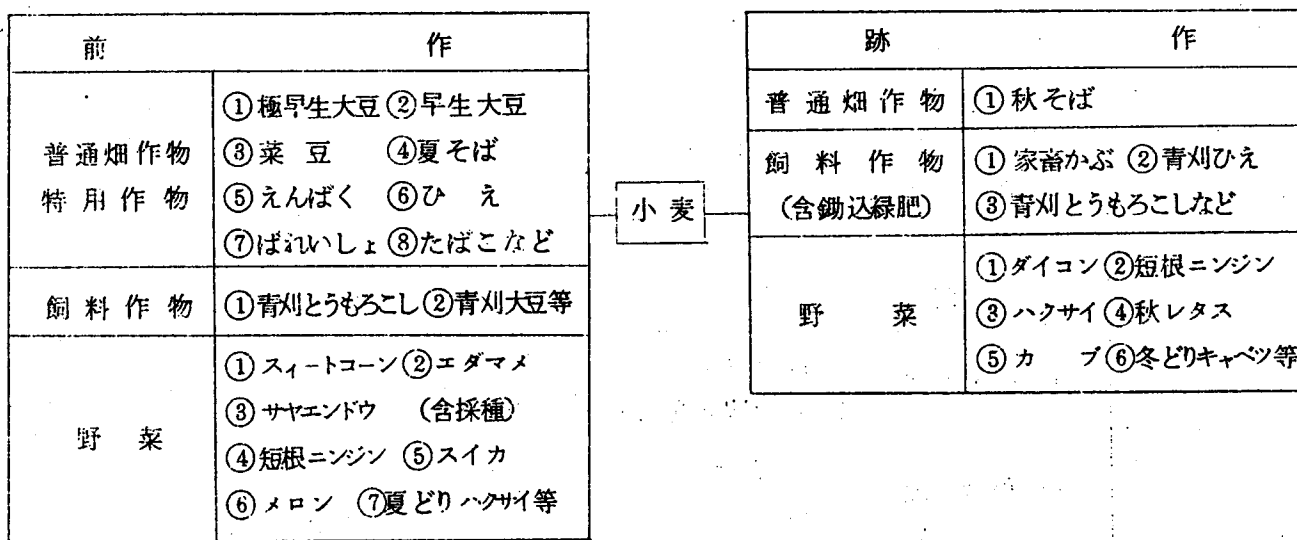 前 作
普通畑作物
特用作物
①極早生大豆 ②早生大豆
③菜豆 ④夏そば
⑤えんばく ⑥ひえ
⑦ばれいしょ ⑧たばこなど
飼料作物
①青刈とうもろこし ②青刈大豆等
野菜
①スィートコーン ②エダマメ
③サヤエンドウ (含採種)
④短根ニンジン ⑤スイカ
⑥メロン ⑦夏どりハクサイ等
小麦
跡 作
普通畑作物
①秋そば
飼料作物
(含鋤込緑肥)
①家畜かぶ ②青刈ひえ
③青刈とうもろこしなど
野菜
①ダイコン ②短根ニンジン
③ハクサイ ④秋レタス
⑤カブ ⑥冬どりキャベツ等